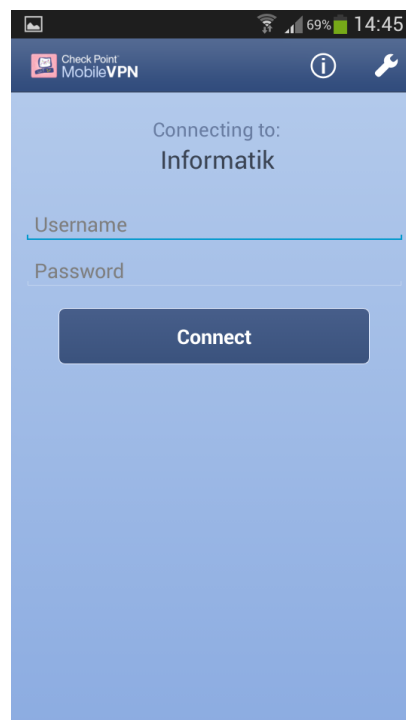 69% 14:45
Check Point
MobileVPN
Connecting to:
Informatik
Username
Password
Connect